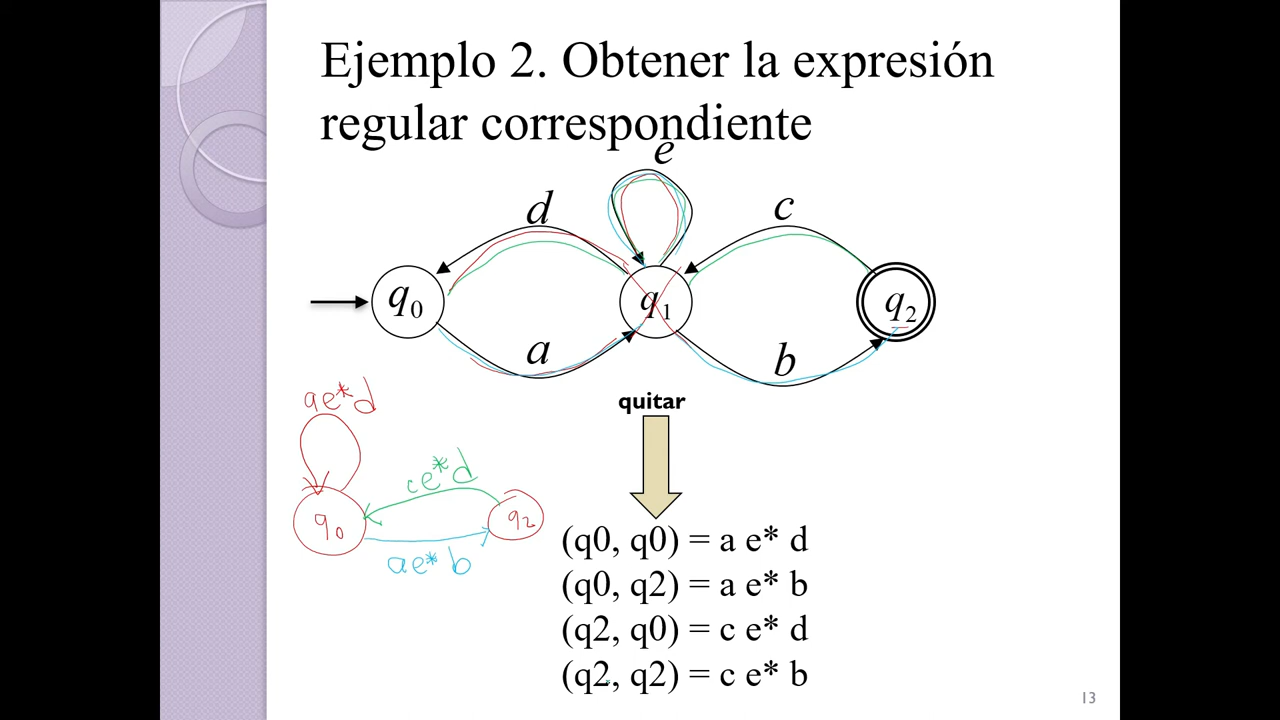 Ejemplo 2. Obtener la expresión
regular correspondiente
e
d
c
q0
q1
q2
a
b
quitar
ae*d
ce*d
q0
q2
ae*b
(q0, q0) = a e* d
(q0, q2) = a e* b
(q2, q0) = c e* d
(q2, q2) = c e* b
13